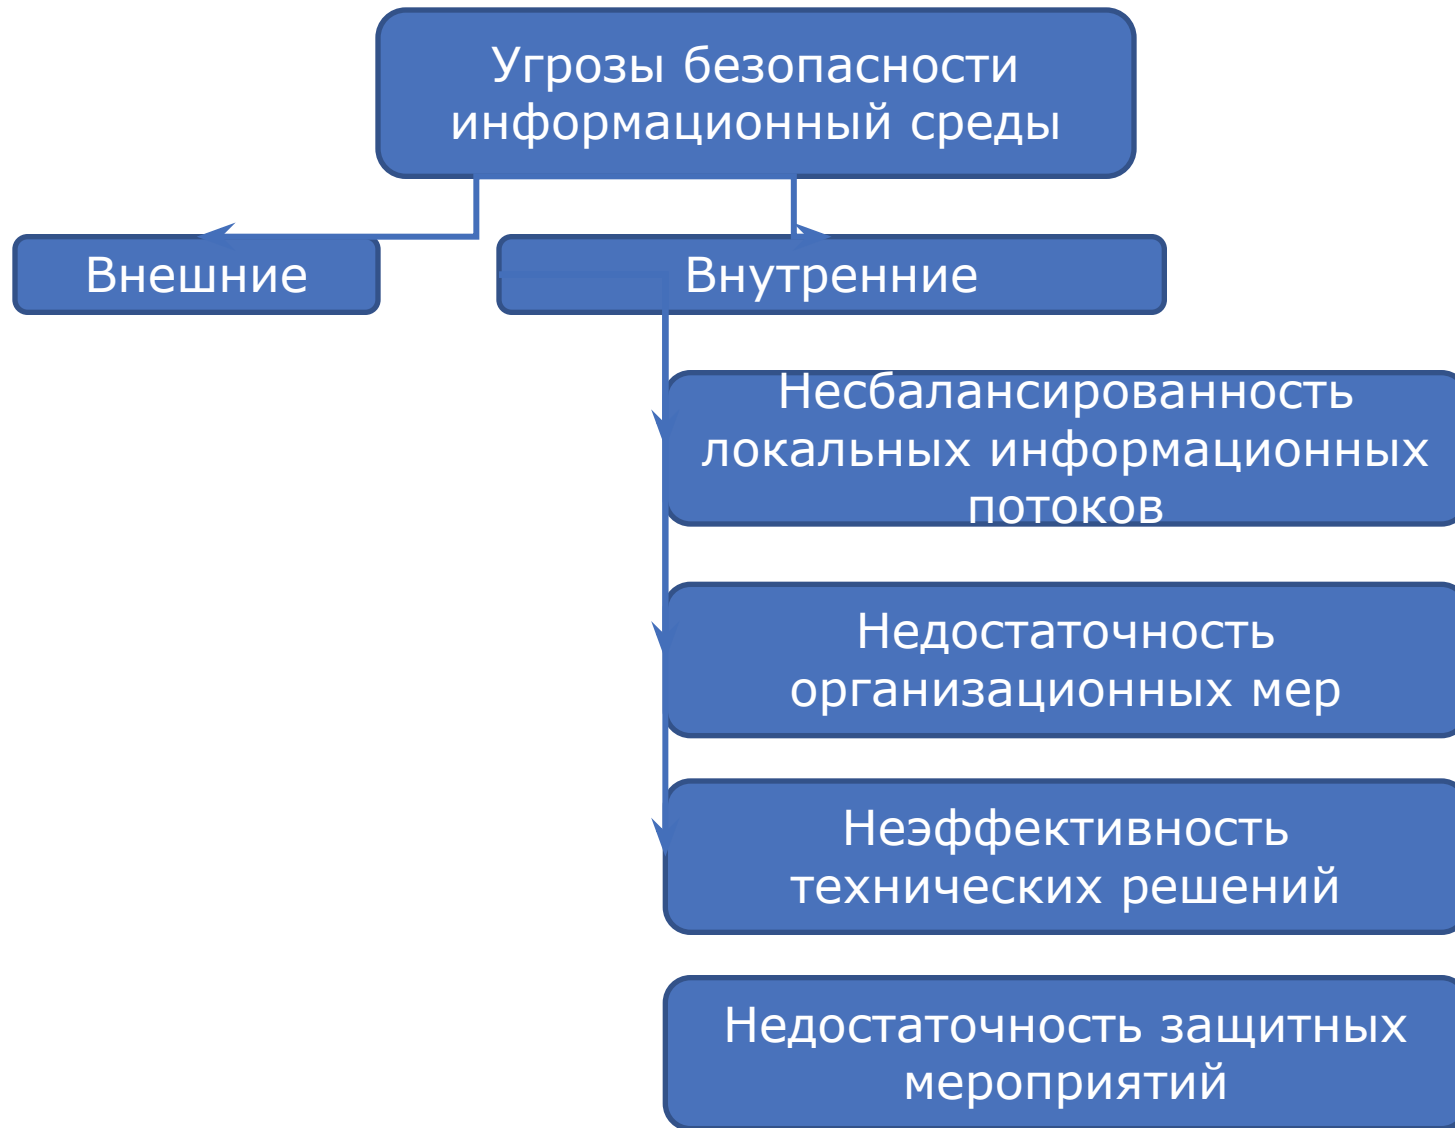 Угрозы безопасности
информационный среды
Внешние
Внутренние
Несбалансированность
локальных информационных
потоков
Недостаточность
организационных мер
Неэффективность
технических решений
Недостаточность защитных
мероприятий